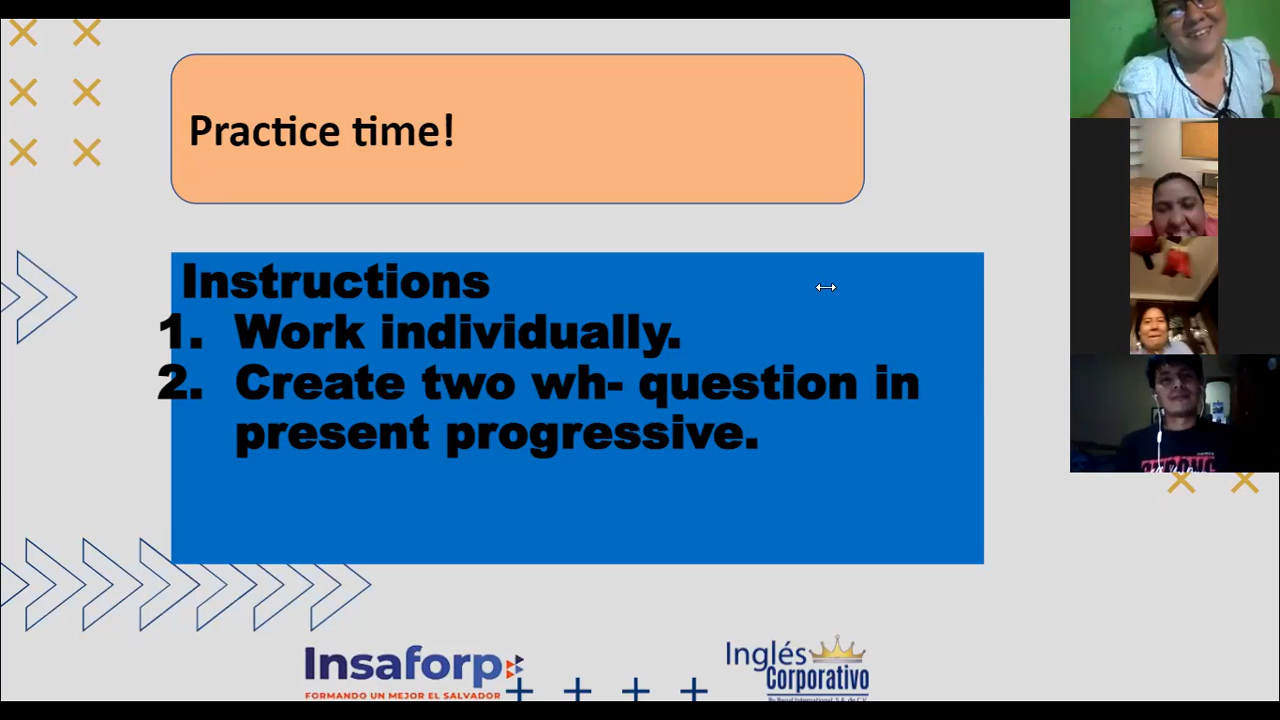 Practice time!
Instructions
1. Work individually.
2. Create two wh- question in
present progressive.
Insaforp
FORMANDO UN MEJOR EL SALVADOR
Inglés
Corporativo